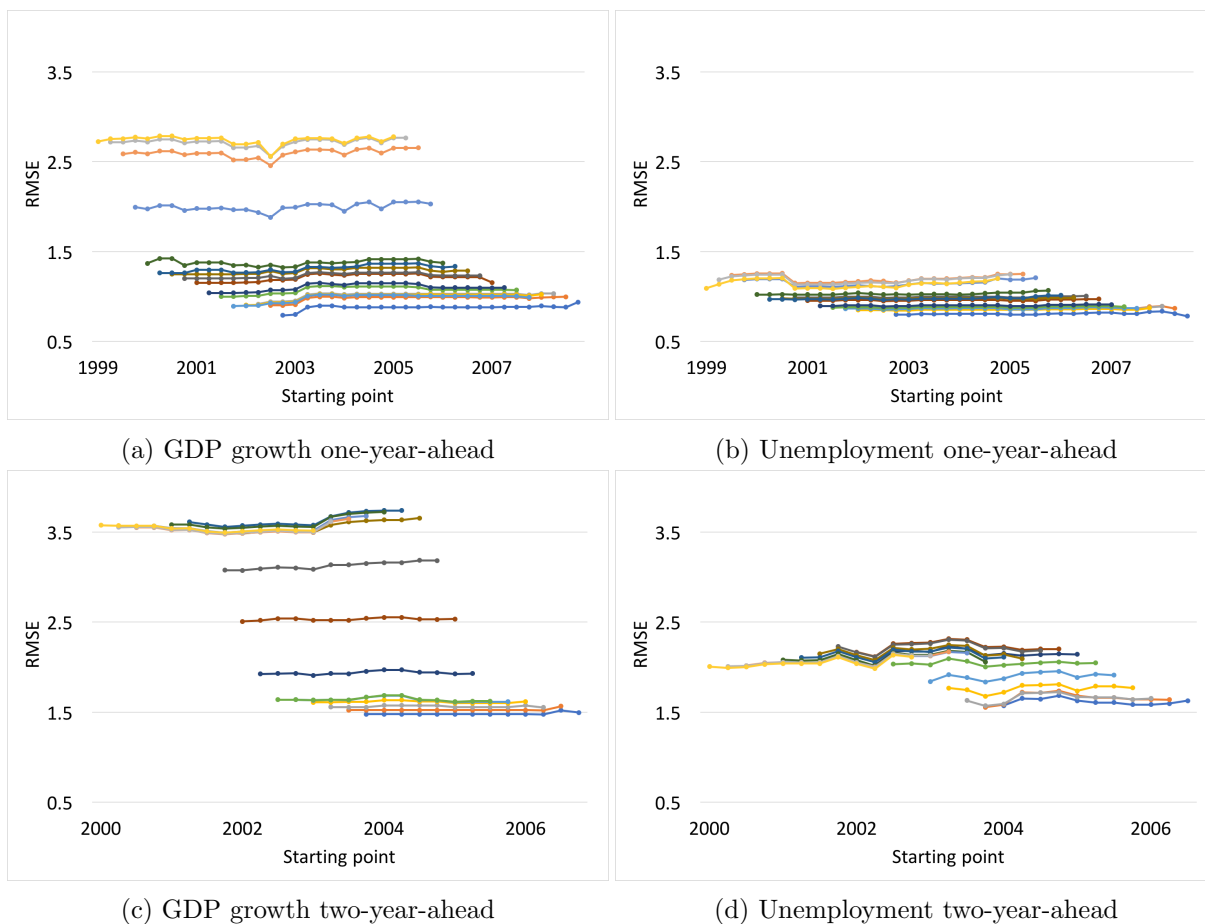 3.5
2.5
1.5
0.5
RMSE
1999 2001 2003 2005 2007
Starting point
(a) GDP growth one-year-ahead
3.5
2.5
1.5
0.5
RMSE
1999 2001 2003 2005 2007
Starting point
(b) Unemployment one-year-ahead
3.5
2.5
1.5
0.5
RMSE
2000 2002 2004 2006
Starting point
(c) GDP growth two-year-ahead
3.5
2.5
1.5
0.5
RMSE
2000 2002 2004 2006
Starting point
(d) Unemployment two-year-ahead